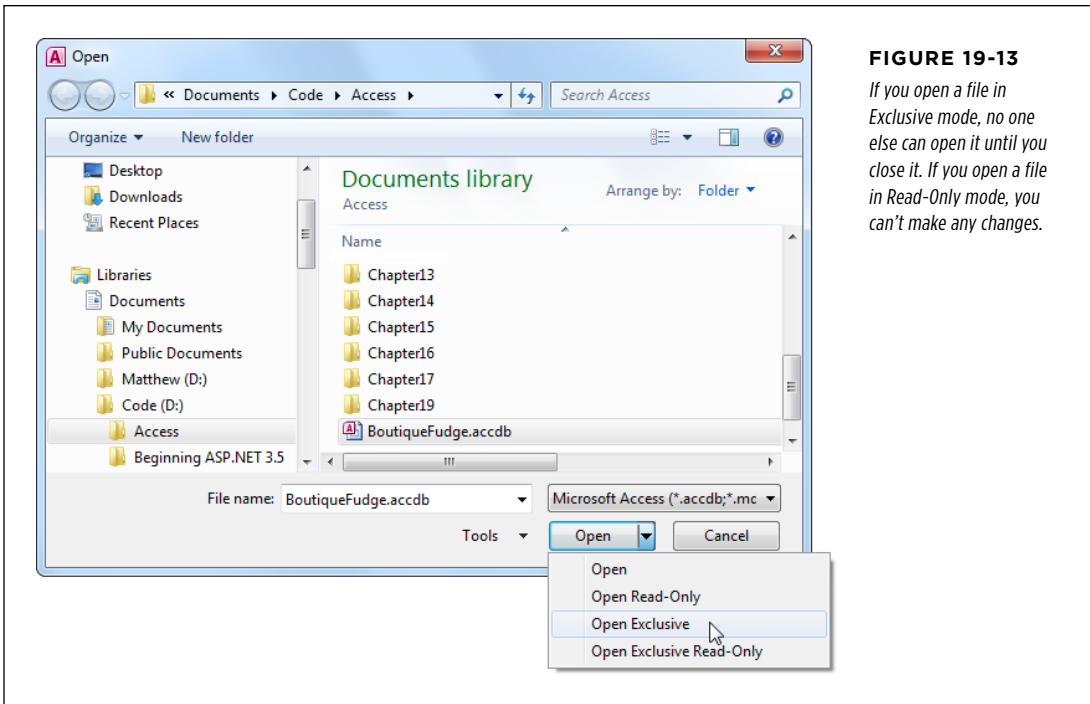 Open
« Documents Code Access
Search Access
Organize New folder
Desktop
Downloads
Recent Places
Libraries
Documents
My Documents
Public Documents
Matthew (D:)
Code (D:)
Access
Beginning ASP.NET 3.5
Documents library
Access
Arrange by: Folder
Name
Chapter13
Chapter14
Chapter15
Chapter16
Chapter17
Chapter19
BoutiqueFudge.accdb
File name: BoutiqueFudge.accdb
Microsoft Access (*.accdb;*.mc
Tools Open Cancel
Open
Open Read-Only
Open Exclusive
Open Exclusive Read-Only
FIGURE 19-13
If you open a file in
Exclusive mode, no one
else can open it until you
close it. If you open a file
in Read-Only mode, you
can’t make any changes.